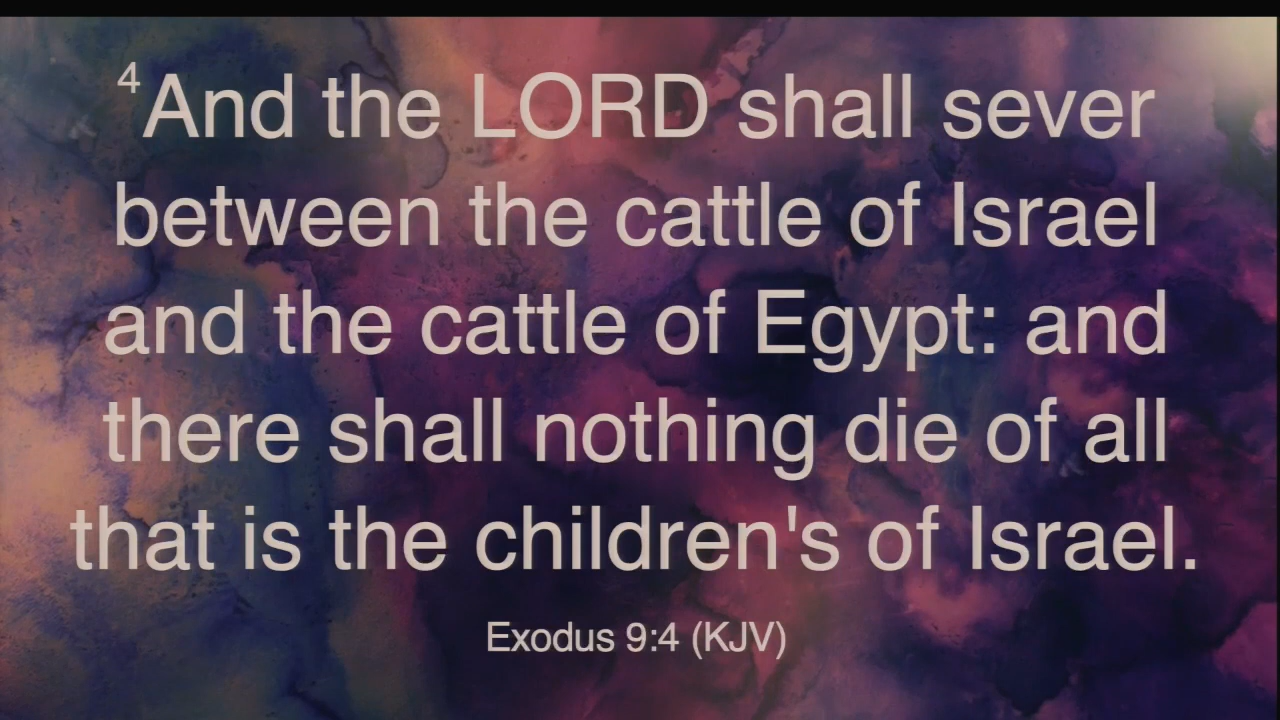 4And the LORD shall sever
between the cattle of Israel
and the cattle of Egypt: and
there shall nothing die of all
that is the children's of Israel.
Exodus 9:4 (KJV)